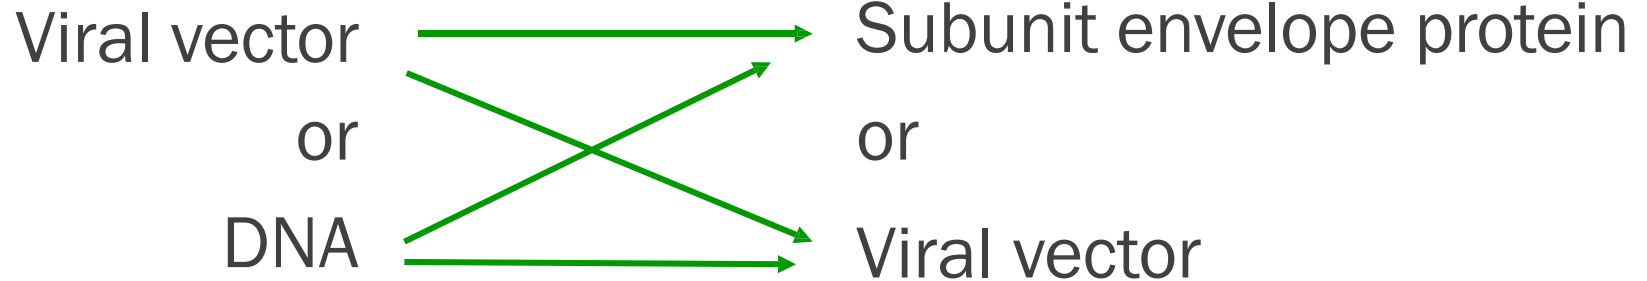 Viral vector
or
DNA
Subunit envelope protein
or
Viral vector